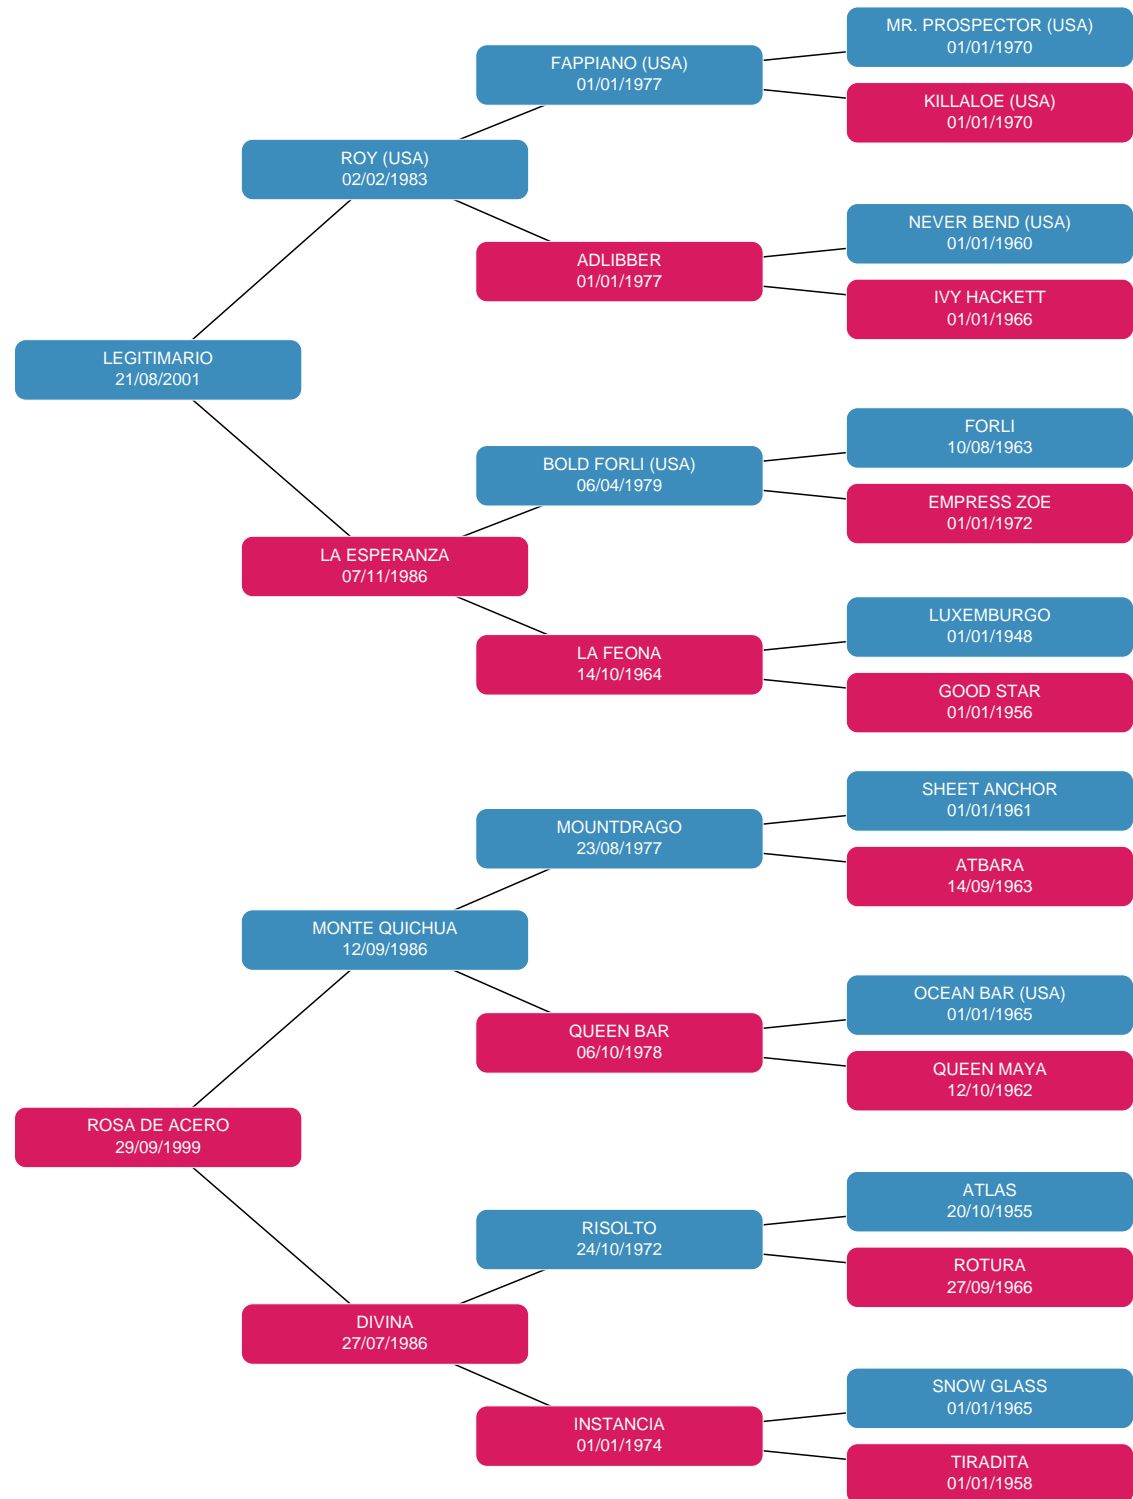 MR. PROSPECTOR (USA)
01/01/1970
FAPPIANO (USA)
01/01/1977
KILLALOE (USA)
01/01/1970
ROY (USA)
02/02/1983
NEVER BEND (USA)
01/01/1960
ADLIBBER
01/01/1977
IVY HACKETT
01/01/1966
LEGITIMARIO
21/08/2001
FORLI
10/08/1963
BOLD FORLI (USA)
06/04/1979
EMPRESS ZOE
01/01/1972
LA ESPERANZA
07/11/1986
LUXEMBURGO
01/01/1948
LA FEONA
14/10/1964
GOOD STAR
01/01/1956
SHEET ANCHOR
01/01/1961
MOUNTDRAGO
23/08/1977
ATBARA
14/09/1963
MONTE QUICHUA
12/09/1986
OCEAN BAR (USA)
01/01/1965
QUEEN BAR
06/10/1978
QUEEN MAYA
12/10/1962
ROSA DE ACERO
29/09/1999
ATLAS
20/10/1955
RISOLTO
24/10/1972
ROTURA
27/09/1966
DIVINA
27/07/1986
SNOW GLASS
01/01/1965
INSTANCIA
01/01/1974
TIRADITA
01/01/1958